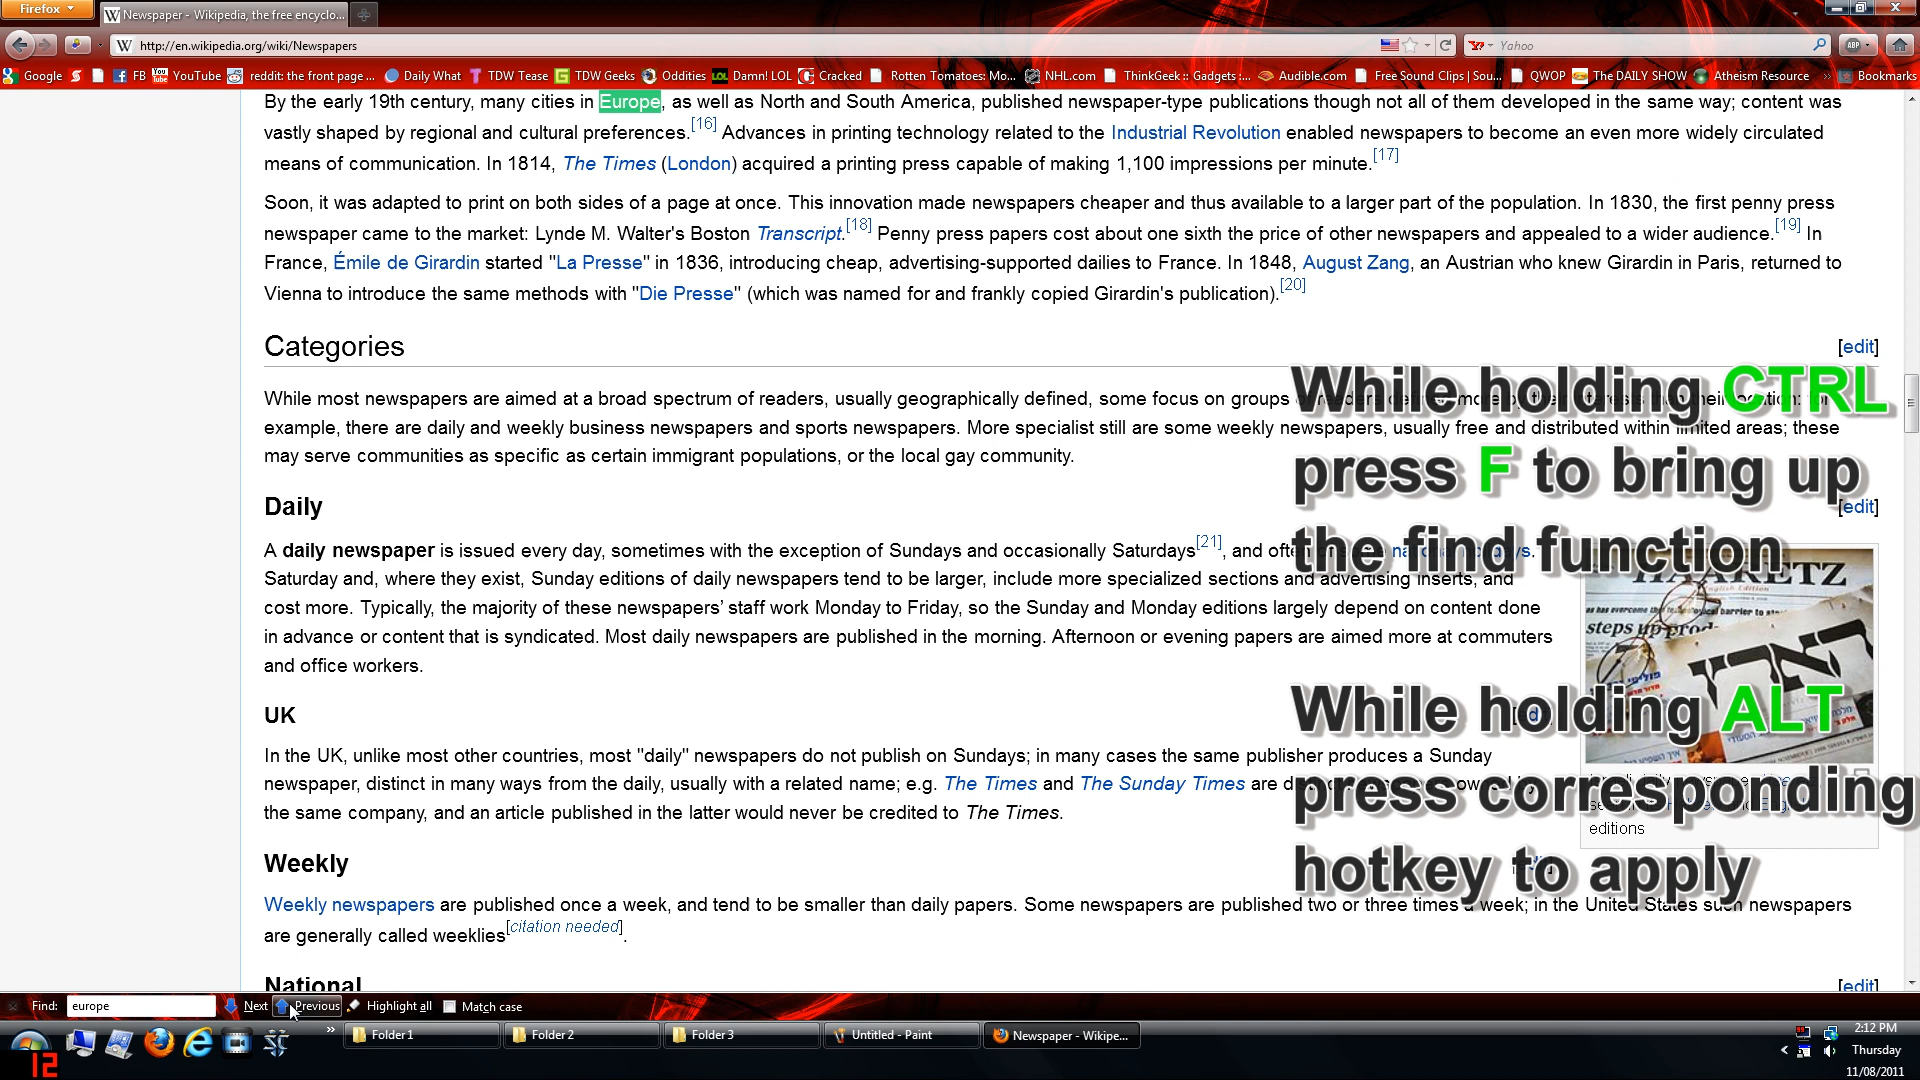 Firefox
Newspaper - Wikipedia, the free encyclo...
http://en.wikipedia.org/wiki/Newspapers
Yahoo
ABP
Google
FB
YouTube
reddit: the front page ...
Daily What
TDW Tease
TDW Geeks
Oddities
Damn! LOL
Cracked
Rotten Tomatoes: Mo...
NHL.com
ThinkGeek :: Gadgets :...
Audible.com
Free Sound Clips | Sou...
QWOP
The DAILY SHOW
Atheism Resource
Bookmarks
By the early 19th century, many cities in Europe, as well as North and South America, published newspaper-type publications though not all of them developed in the same way; content was
vastly shaped by regional and cultural preferences.[16] Advances in printing technology related to the Industrial Revolution enabled newspapers to become an even more widely circulated
means of communication. In 1814, The Times (London) acquired a printing press capable of making 1,100 impressions per minute.[17]
Soon, it was adapted to print on both sides of a page at once. This innovation made newspapers cheaper and thus available to a larger part of the population. In 1830, the first penny press
newspaper came to the market: Lynde M. Walter's Boston Transcript.[18] Penny press papers cost about one sixth the price of other newspapers and appealed to a wider audience.[19] In
France, Émile de Girardin started "La Presse" in 1836, introducing cheap, advertising-supported dailies to France. In 1848, August Zang, an Austrian who knew Girardin in Paris, returned to
Vienna to introduce the same methods with "Die Presse" (which was named for and frankly copied Girardin's publication).[20]
Categories
[edit]
While most newspapers are aimed at a broad spectrum of readers, usually geographically defined, some focus on groups of readers
example, there are daily and weekly business newspapers and sports newspapers. More specialist still are some weekly newspapers, usually free and distributed within limited areas; these
may serve communities as specific as certain immigrant populations, or the local gay community.
While holding CTRL
press F to bring up
the find function
Daily
[edit]
A daily newspaper is issued every day, sometimes with the exception of Sundays and occasionally Saturdays[21], and often
Saturday and, where they exist, Sunday editions of daily newspapers tend to be larger, include more specialized sections and advertising inserts, and
cost more. Typically, the majority of these newspapers’ staff work Monday to Friday, so the Sunday and Monday editions largely depend on content done
in advance or content that is syndicated. Most daily newspapers are published in the morning. Afternoon or evening papers are aimed more at commuters
and office workers.
HAARETZ
English Edition
steps up
הארץ
While holding ALT
press corresponding
hotkey to apply
UK
In the UK, unlike most other countries, most "daily" newspapers do not publish on Sundays; in many cases the same publisher produces a Sunday
newspaper, distinct in many ways from the daily, usually with a related name; e.g. The Times and The Sunday Times are
the same company, and an article published in the latter would never be credited to The Times.
editions
Weekly
Weekly newspapers are published once a week, and tend to be smaller than daily papers. Some newspapers are published two or three times a week; in the United States such newspapers
are generally called weeklies[citation needed].
National
[edit]
Find:
europe
Next
Previous
Highlight all
Match case
Folder1
Folder2
Folder3
Untitled - Paint
Newspaper - Wikipe...
12
2:12 PM
Thursday
11/08/2011